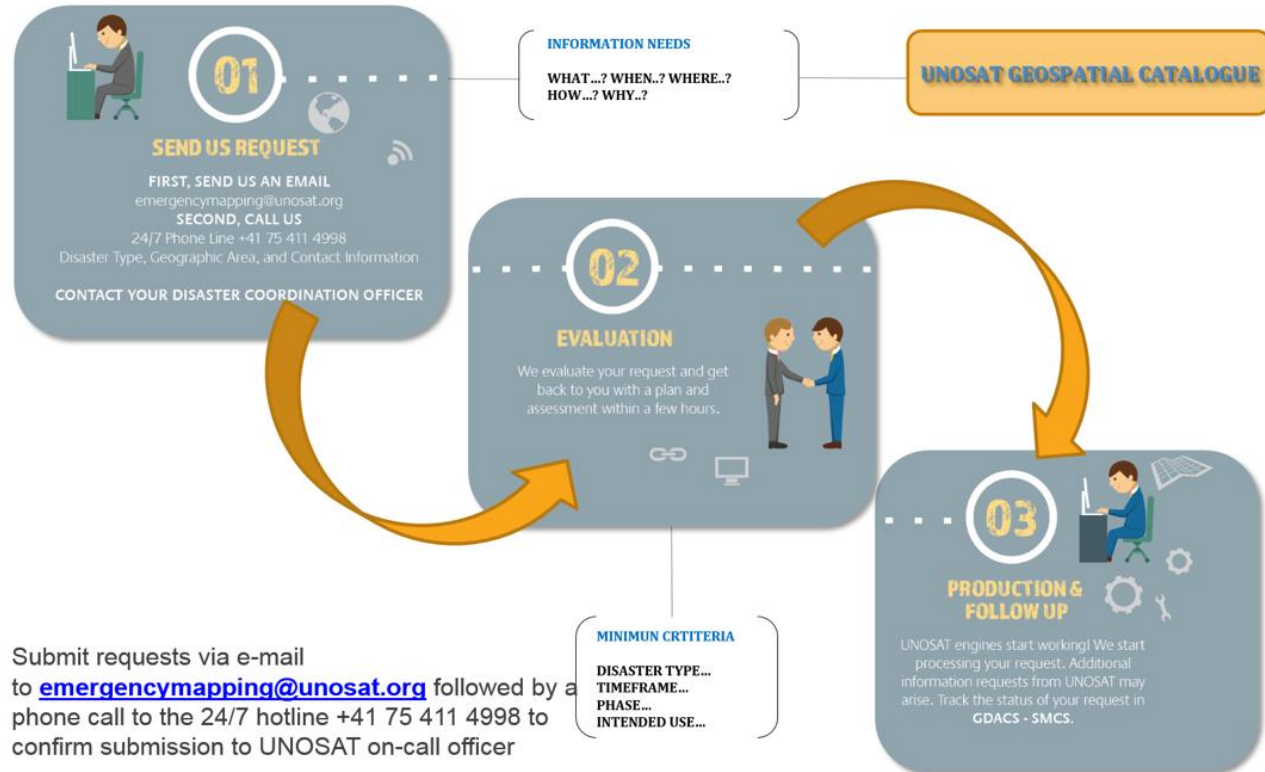 01
SEND US REQUEST
FIRST, SEND US AN EMAIL
emergencymapping@unosat.org
SECOND, CALL US
24/7 Phone Line +41 75 411 4998
Disaster Type, Geographic Area, and Contact Information
CONTACT YOUR DISASTER COORDINATION OFFICER
INFORMATION NEEDS
WHAT...? WHEN..? WHERE..?
HOW...? WHY..?
UNOSAT GEOSPATIAL CATALOGUE
02
EVALUATION
We evaluate your request and get
back to you with a plan and
assessment within a few hours.
MINIMUN CRTITERIA
DISASTER TYPE...
TIMEFRAME...
PHASE...
INTENDED USE...
03
PRODUCTION &
FOLLOW UP
UNOSAT engines start working! We start
processing your request. Additional
information requests from UNOSAT may
arise. Track the status of your request in
GDACS - SMCS.
Submit requests via e-mail
to emergencymapping@unosat.org followed by a
phone call to the 24/7 hotline +41 75 411 4998 to
confirm submission to UNOSAT on-call officer